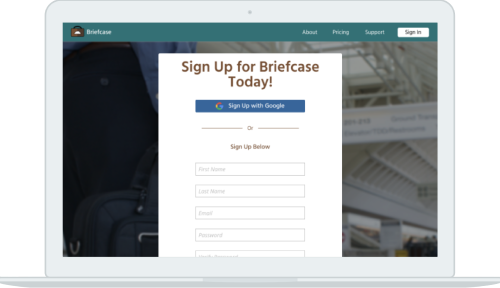 Briefcase
About
Pricing
Support
Sign In
Sign Up for Briefcase
Today!
Sign Up with Google
Or
Sign Up Below
First Name
Last Name
Email
Password